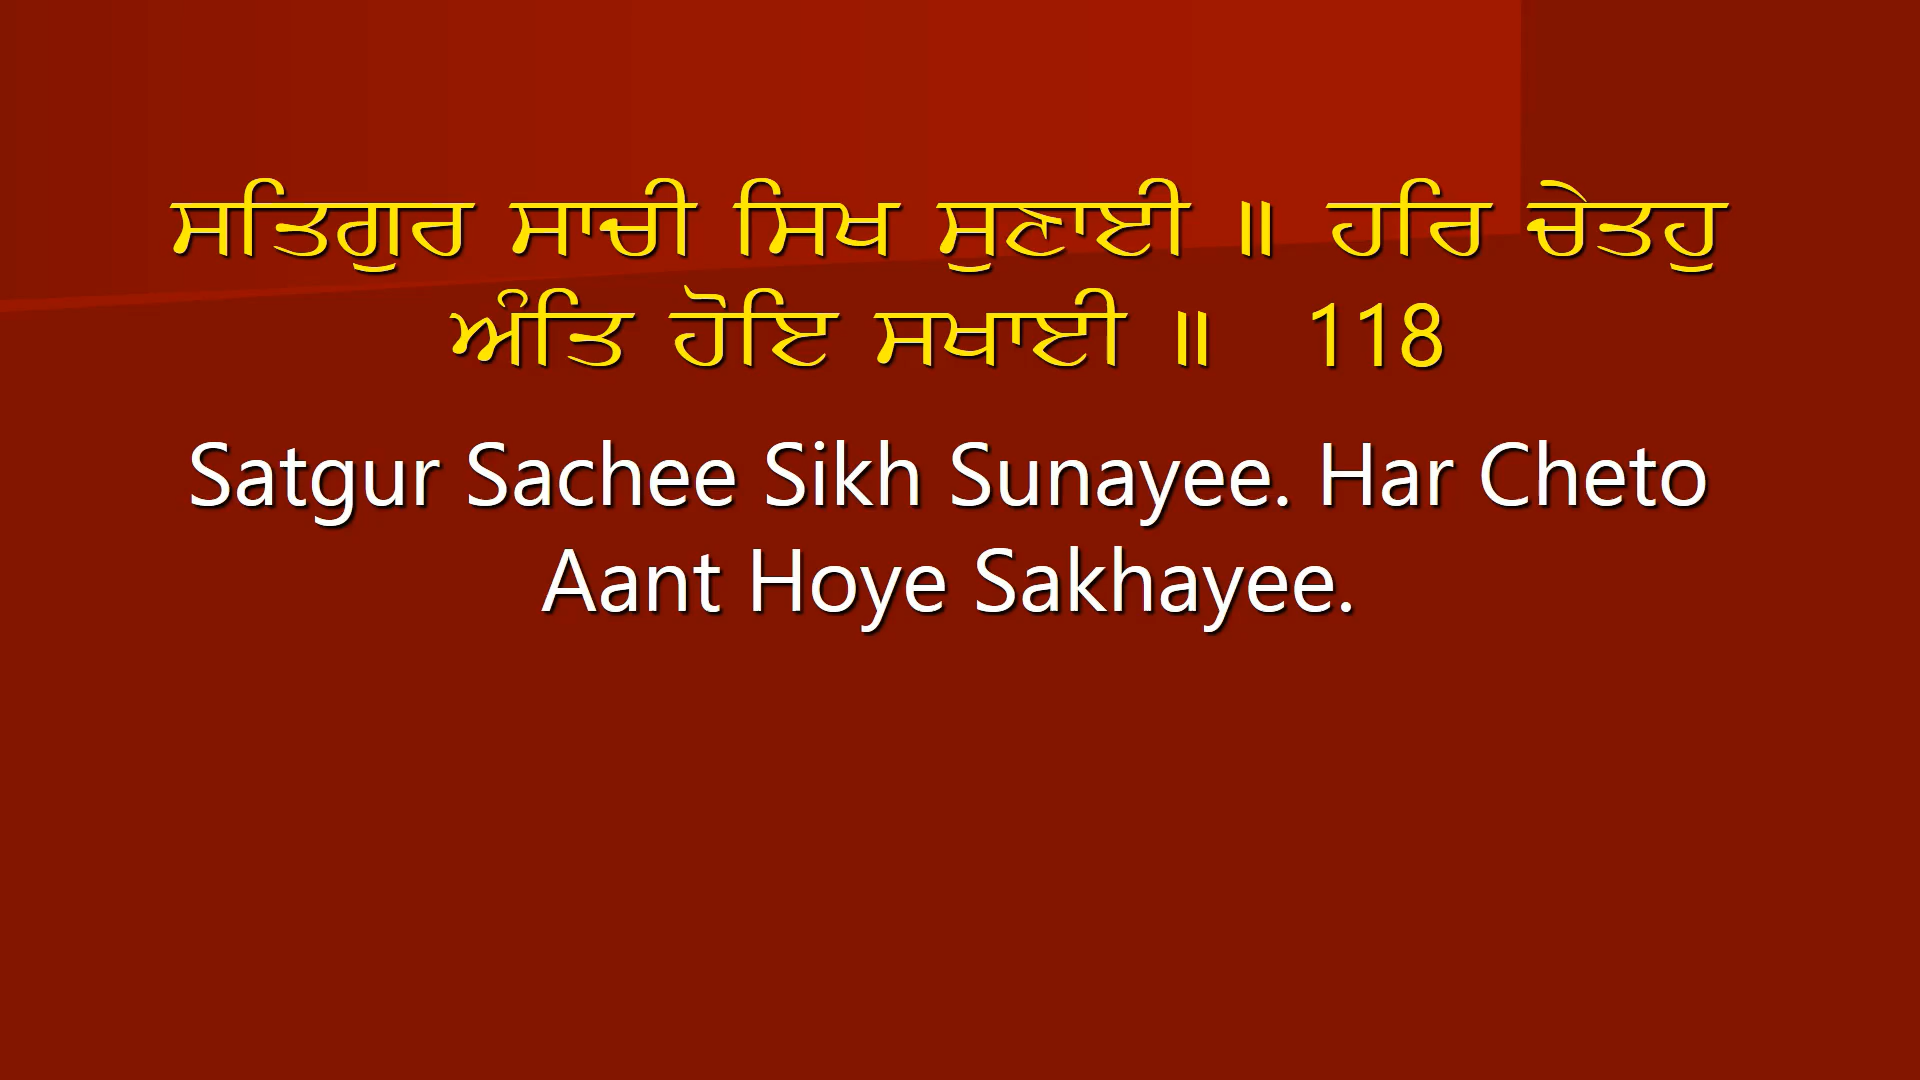 ਸਤਿਗੁਰ ਸਾਚੀ ਸਿਖ ਸੁਣਾਈ ॥ ਹਰਿ ਚੇਤਹੁ
ਅੰਤਿ ਹੋਇ ਸਖਾਈ ॥ 118
Satgur Sachee Sikh Sunayee. Har Cheto
Aant Hoye Sakhayee.